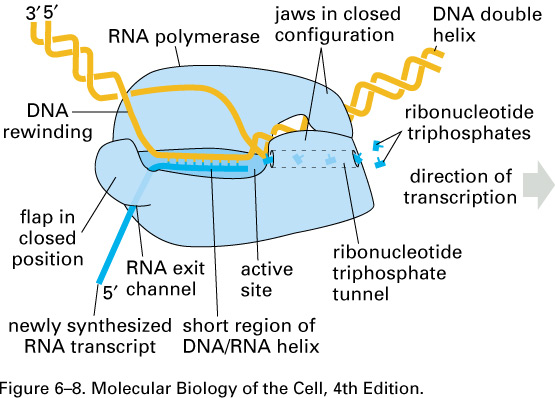 3′ 5′
RNA polymerase
jaws in closed
configuration
DNA double
helix
DNA
rewinding
ribonucleotide
triphosphates
direction of
transcription
flap in
closed
position
RNA exit
channel
active
site
ribonucleotide
triphosphate
tunnel
5′
newly synthesized
RNA transcript
short region of
DNA/RNA helix
Figure 6–8. Molecular Biology of the Cell, 4th Edition.